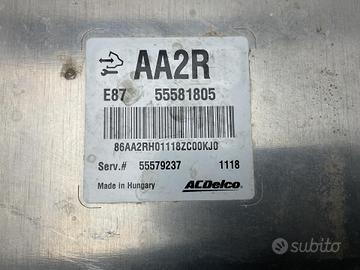 AA2R
E87 55581805
86AA2RH01118ZC00KJ0
Serv.# 55579237 1118
Made in Hungary ACDelco
subito